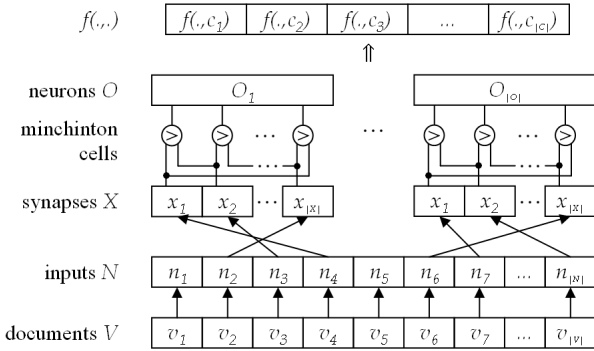 f(.,.) f(.,c₁) f(.,c₂) f(.,c₃) ... f(.,c|C|)
⇑
neurons O O₁ O|O|
minchinton > > ... > ... > > ... >
cells ... ...
synapses X x₁ x₂ ... x|X| x₁ x₂ ... x|X|
inputs N n₁ n₂ n₃ n₄ n₅ n₆ n₇ ... n|N|
documents V v₁ v₂ v₃ v₄ v₅ v₆ v₇ ... v|V|